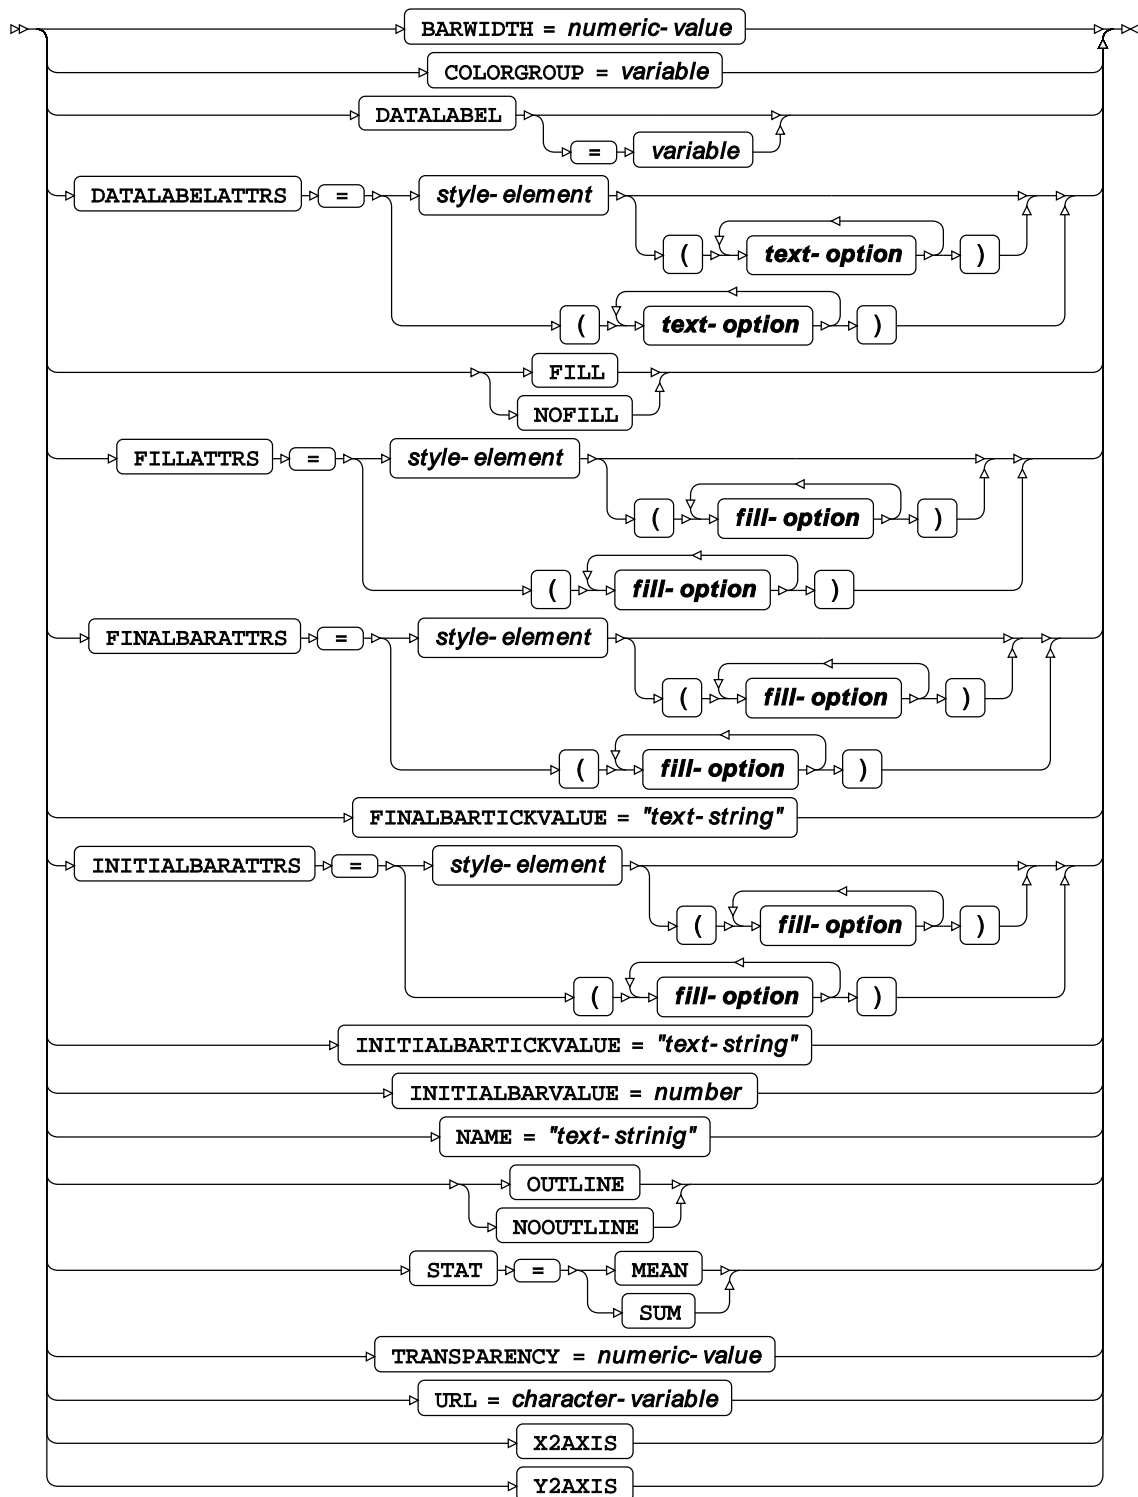 BARWIDTH = numeric-value
COLORGROUP = variable
DATALABEL
= variable
DATALABELATTRS = style-element
( text-option )
( text-option )
FILL
NOFILL
FILLATTRS = style-element
( fill-option )
( fill-option )
FINALBARATTRS = style-element
( fill-option )
( fill-option )
FINALBARTICKVALUE = "text-string"
INITIALBARATTRS = style-element
( fill-option )
( fill-option )
INITIALBARTICKVALUE = "text-string"
INITIALBARVALUE = number
NAME = "text-strinig"
OUTLINE
NOOUTLINE
STAT = MEAN
SUM
TRANSPARENCY = numeric-value
URL = character-variable
X2AXIS
Y2AXIS